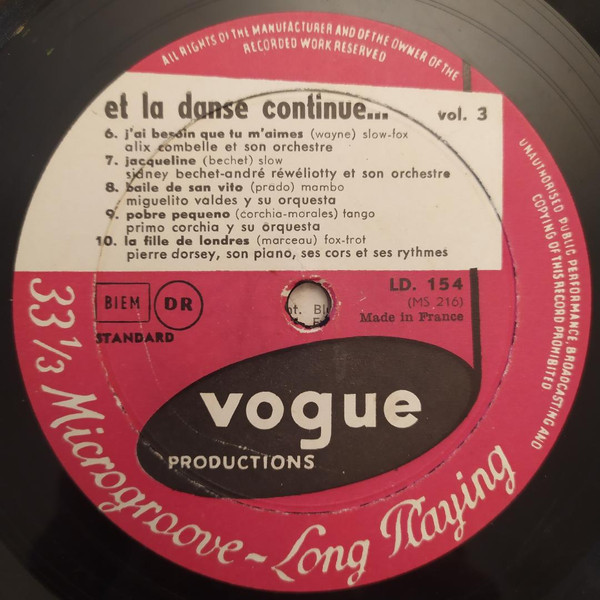 ALL RIGHTS OF THE MANUFACTURER AND OF THE OWNER OF THE
RECORDED WORK RESERVED
et la danse continue... vol. 3
6. j'ai besoin que tu m'aimes (wayne) slow-fox
alix combelle et son orchestre
7. jacqueline (bechet) slow
sidney bechet-andré réwéliotty et son orchestre
8. baile de san vito (prado) mambo
miguelito valdes y su orquesta
9. pobre pequeno (corchia-morales) tango
primo corchia y su orquesta
10. la fille de londres (marceau) fox-trot
pierre dorsey, son piano, ses cors et ses rythmes
UNAUTHORISED PUBLIC PERFORMANCE, BROADCASTING AND
COPYING OF THIS RECORD PROHIBITED
BIEM DR
STANDARD
LD. 154
(MS 216)
Made in France
vogue
PRODUCTIONS
33 1/3 Microgroove - Long Playing